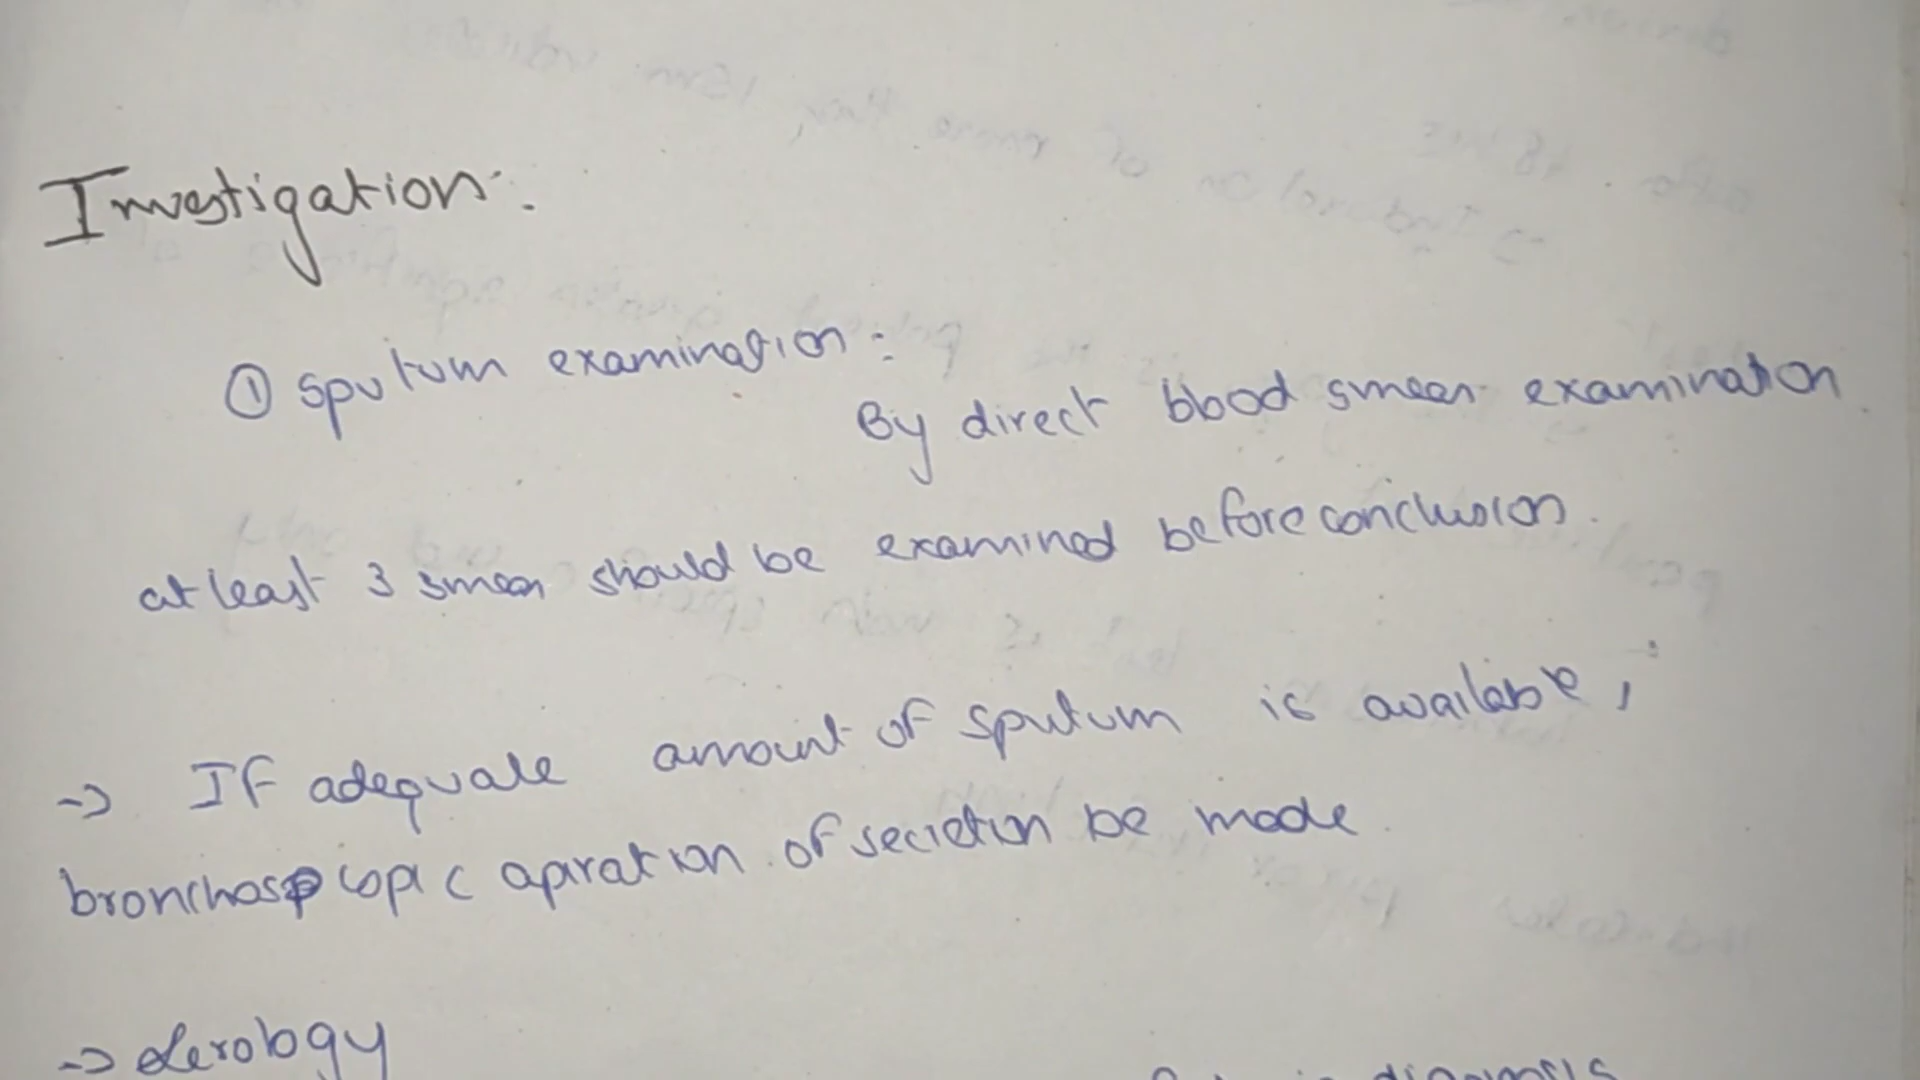 Investigation:
① Sputum examination:
By direct blood smear examination
at least 3 smear should be examined before conclusion.
-> If adequate amount of sputum is available,
bronchoscopic apiration of secretion be made.
-> Serology
diagnosis